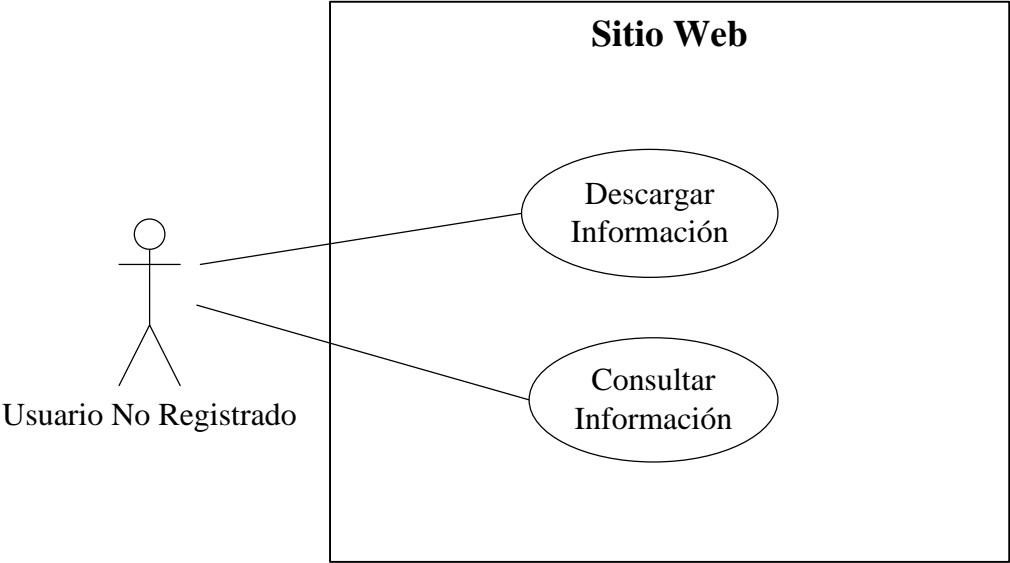 Sitio Web
Descargar
Información
Consultar
Información
Usuario No Registrado